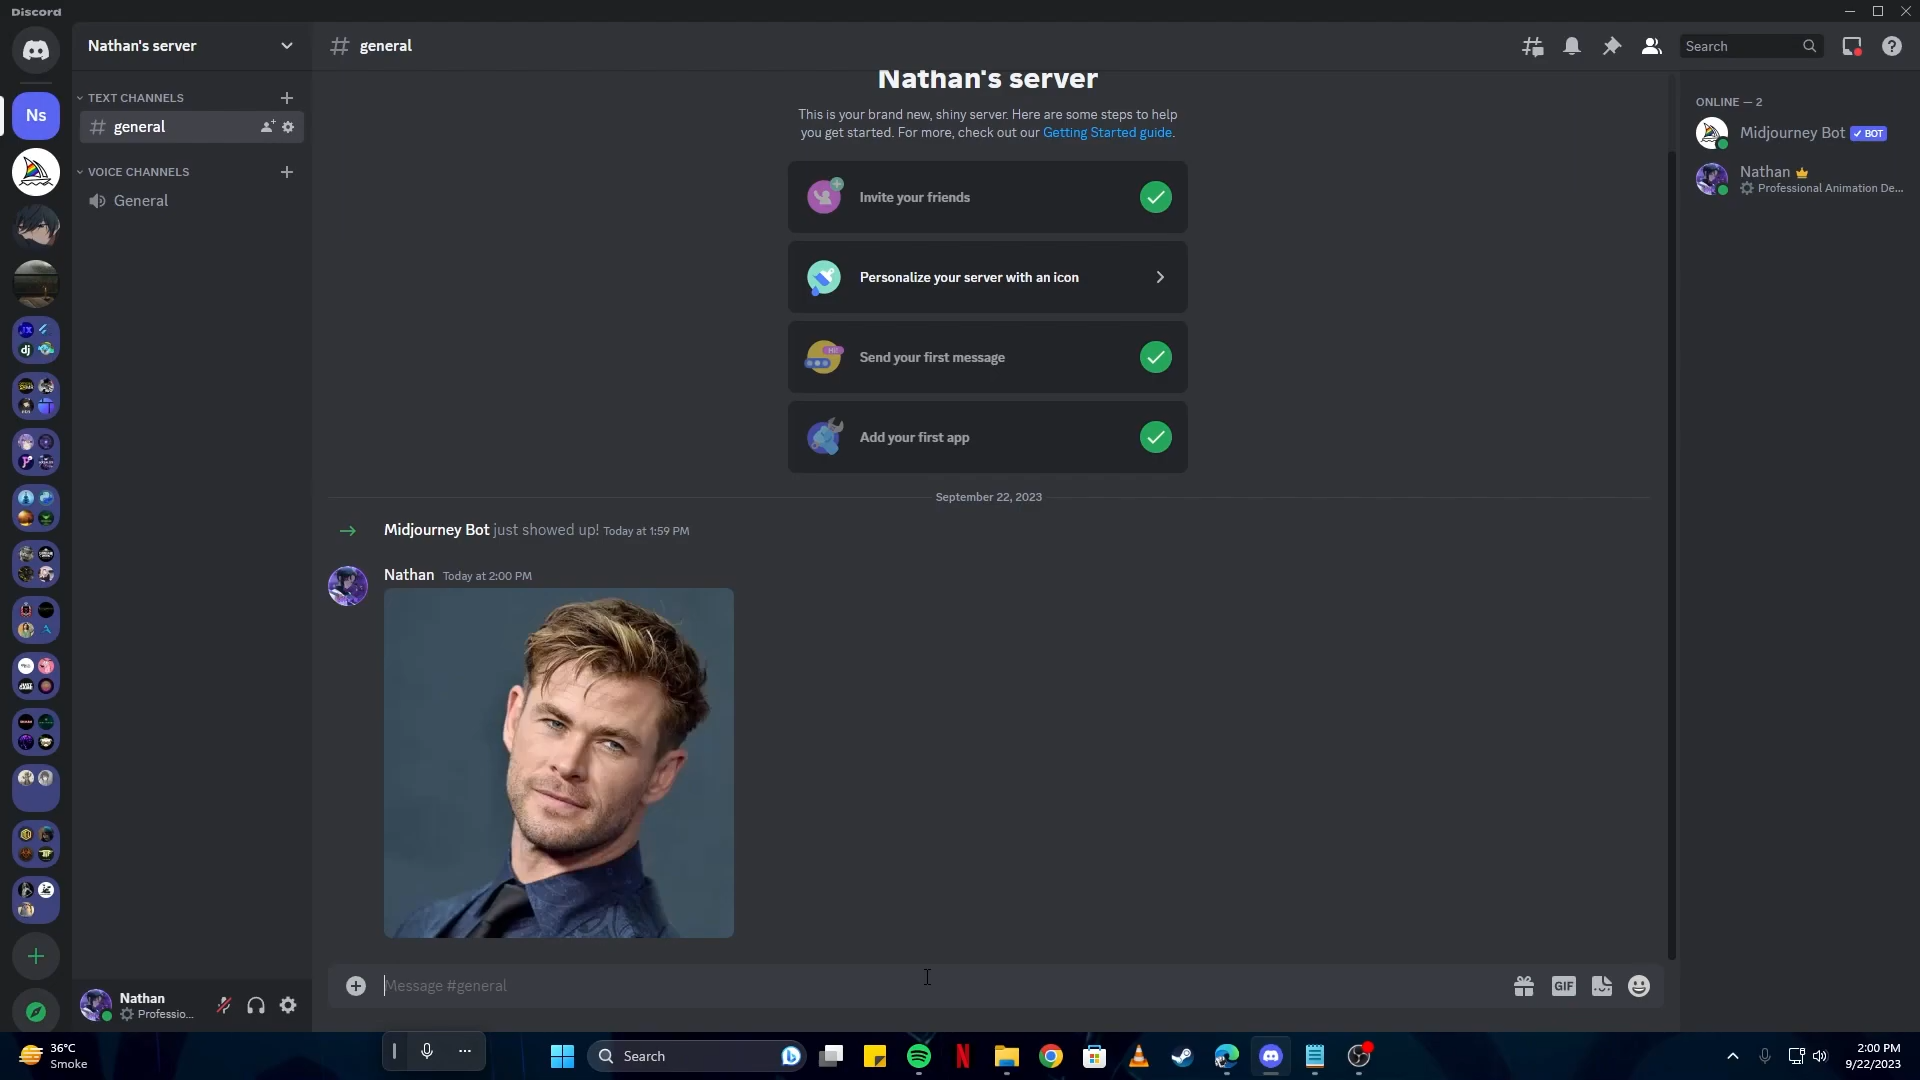 Discord
Nathan's server
general
Search
TEXT CHANNELS
general
VOICE CHANNELS
General
Nathan's server
This is your brand new, shiny server. Here are some steps to help
you get started. For more, check out our Getting Started guide.
Invite your friends
Personalize your server with an icon
Send your first message
Add your first app
September 22, 2023
Midjourney Bot just showed up! Today at 1:59 PM
Nathan Today at 2:00 PM
Message #general
GIF
ONLINE — 2
Midjourney Bot BOT
Nathan
Professional Animation De...
Ns
dj
Nathan
Professio...
36°C
Smoke
Search
2:00 PM
9/22/2023